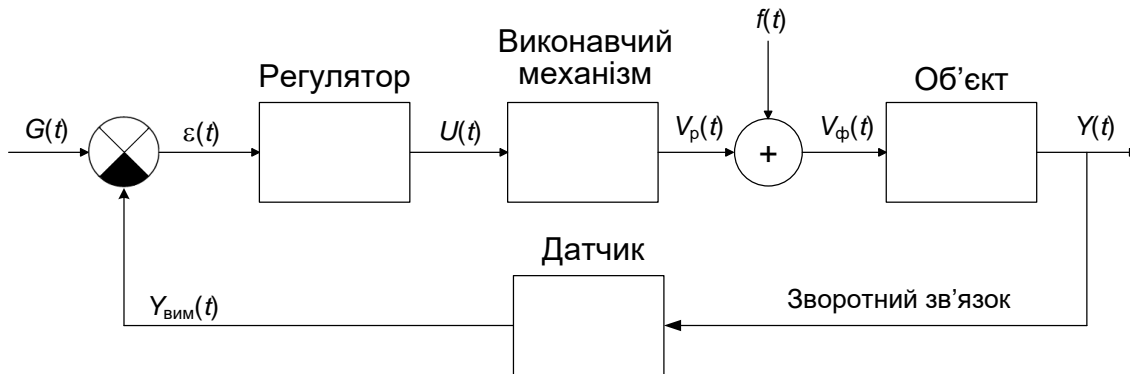 f(t)
Виконавчий
механізм
Регулятор
Об’єкт
G(t)
ε(t)
U(t)
Vр(t)
+
Vф(t)
Y(t)
Датчик
Yвим(t)
Зворотний зв’язок